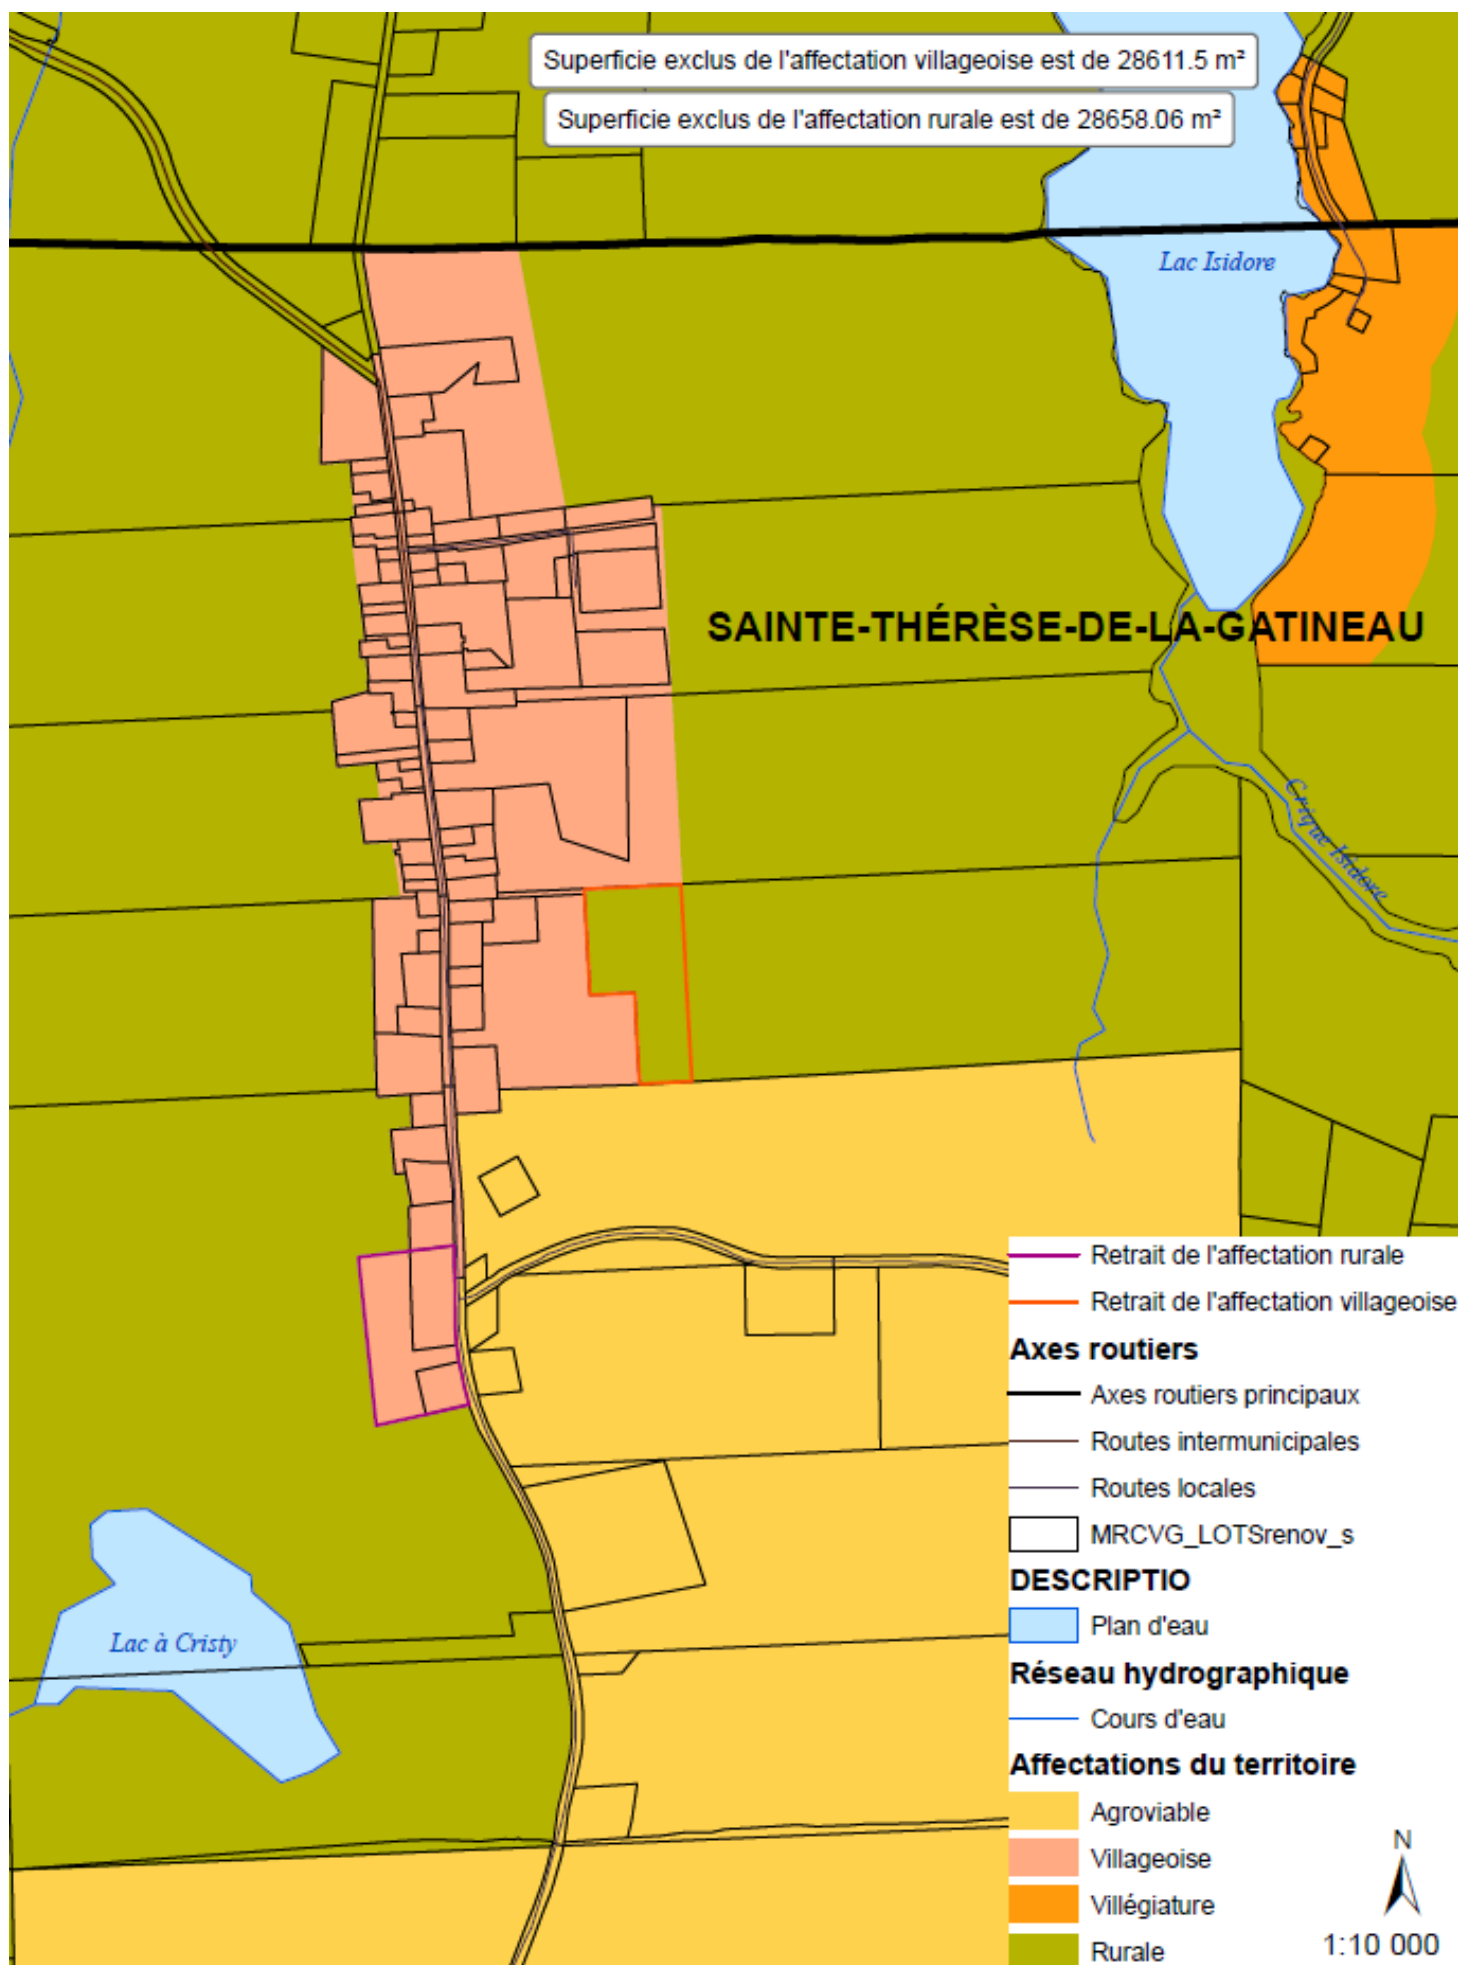 Superficie exclus de l'affectation villageoise est de 28611.5 m²
Superficie exclus de l'affectation rurale est de 28658.06 m²
Lac Isidore
SAINTE-THÉRÈSE-DE-LA-GATINEAU
Crique Isidore
Retrait de l'affectation rurale
Retrait de l'affectation villageoise
Axes routiers
Axes routiers principaux
Routes intermunicipales
Routes locales
MRCVG_LOTSrenov_s
DESCRIPTIO
Plan d'eau
Lac à Cristy
Réseau hydrographique
Cours d'eau
Affectations du territoire
Agroviable
Villageoise
Villégiature
Rurale
N
1:10 000